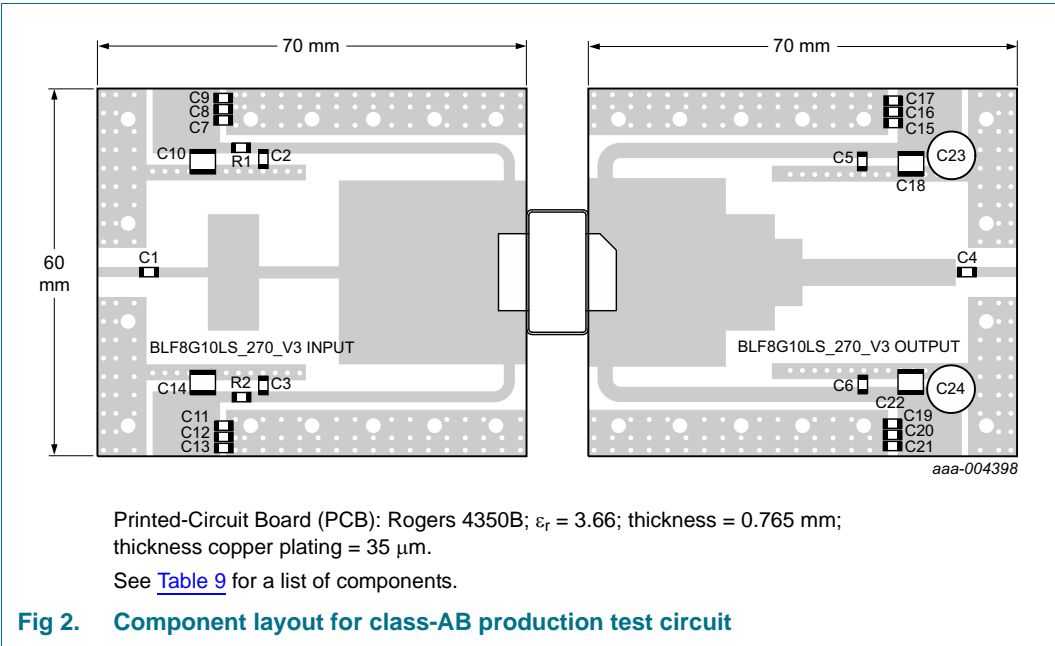 70 mm
70 mm
60
mm
C9
C8
C7
C10
R1
C2
C1
BLF8G10LS_270_V3 INPUT
C14
R2
C3
C11
C12
C13
C17
C16
C15
C5
C23
C18
C4
BLF8G10LS_270_V3 OUTPUT
C6
C24
C22
C19
C20
C21
aaa-004398
Printed-Circuit Board (PCB): Rogers 4350B; εr = 3.66; thickness = 0.765 mm;
thickness copper plating = 35 μm.
See Table 9 for a list of components.
Fig 2. Component layout for class-AB production test circuit